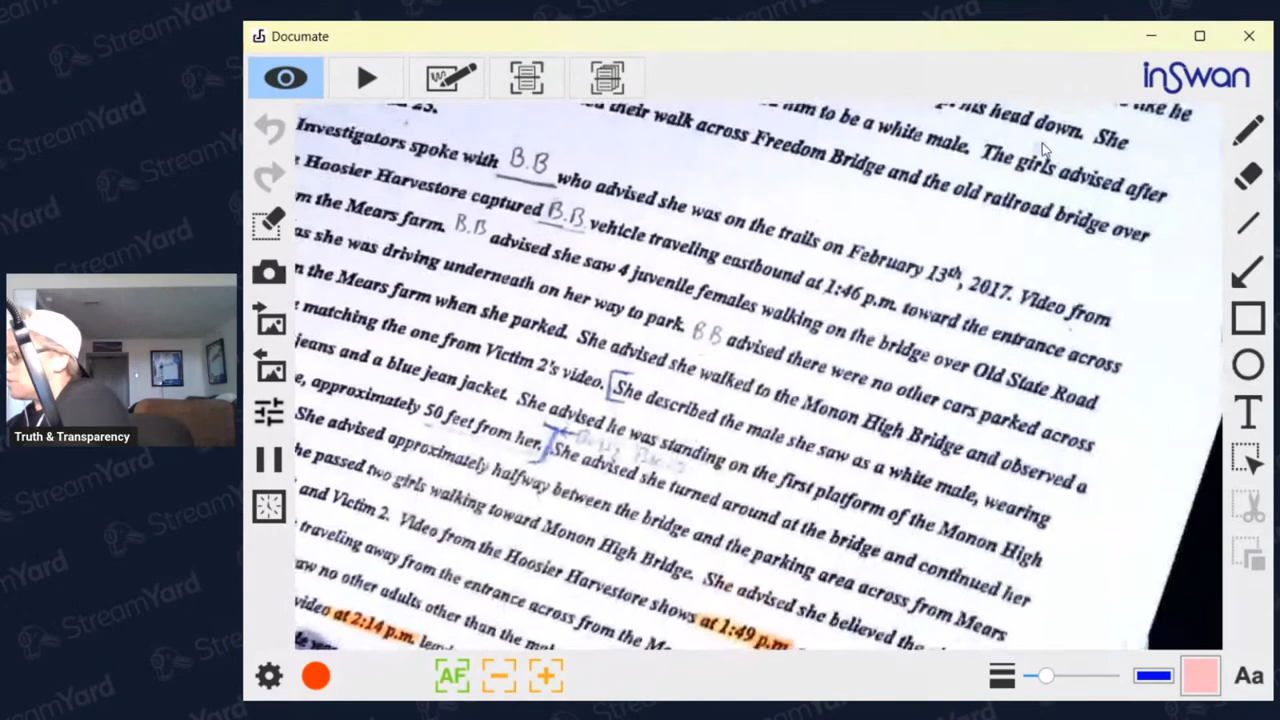 Documate
inSwan
like he
his head down. She
him to be a white male. The girls advised after
their walk across Freedom Bridge and the old railroad bridge over
Investigators spoke with B.B who advised she was on the trails on February 13th, 2017. Video from
Hoosier Harvestore captured B.B vehicle traveling eastbound at 1:46 p.m. toward the entrance across
the Mears farm. B.B advised she saw 4 juvenile females walking on the bridge over Old State Road
as she was driving underneath on her way to park. BB advised there were no other cars parked across
the Mears farm when she parked. She advised she walked to the Monon High Bridge and observed a
matching the one from Victim 2's video. [She described the male she saw as a white male, wearing
jeans and a blue jean jacket. She advised he was standing on the first platform of the Monon High
approximately 50 feet from her.] She advised she turned around at the bridge and continued her
She advised approximately halfway between the bridge and the parking area across from Mears
passed two girls walking toward Monon High Bridge. She advised she believed the
and Victim 2. Video from the Hoosier Harvestore shows at 1:49 p.m.
traveling away from the entrance across from the
no other adults other than the
video at 2:14 p.m.
Truth & Transparency
AF
T
Aa
StreamYard